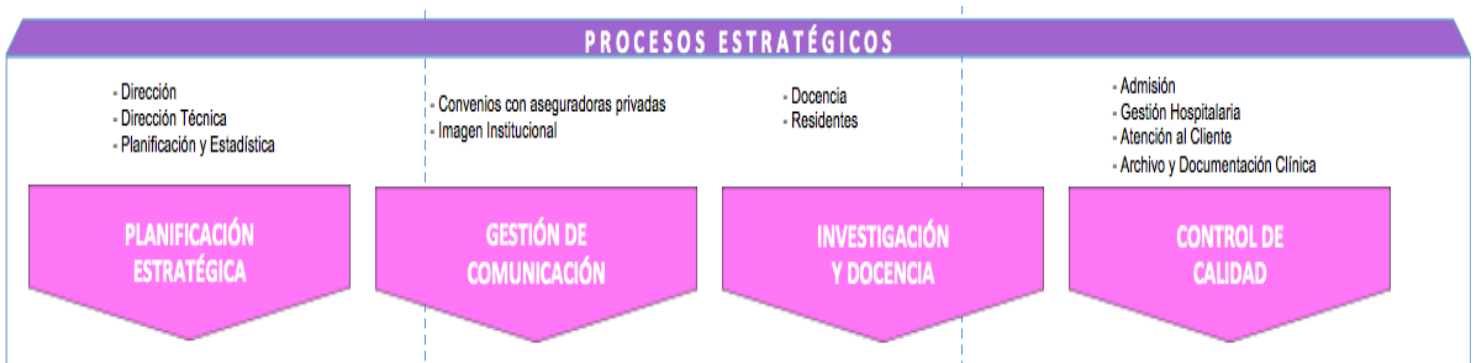 PROCESOS ESTRATÉGICOS
- Dirección
- Dirección Técnica
- Planificación y Estadística
- Convenios con aseguradoras privadas
- Imagen Institucional
- Docencia
- Residentes
- Admisión
- Gestión Hospitalaria
- Atención al Cliente
- Archivo y Documentación Clínica
PLANIFICACIÓN
ESTRATÉGICA
GESTIÓN DE
COMUNICACIÓN
INVESTIGACIÓN
Y DOCENCIA
CONTROL DE
CALIDAD